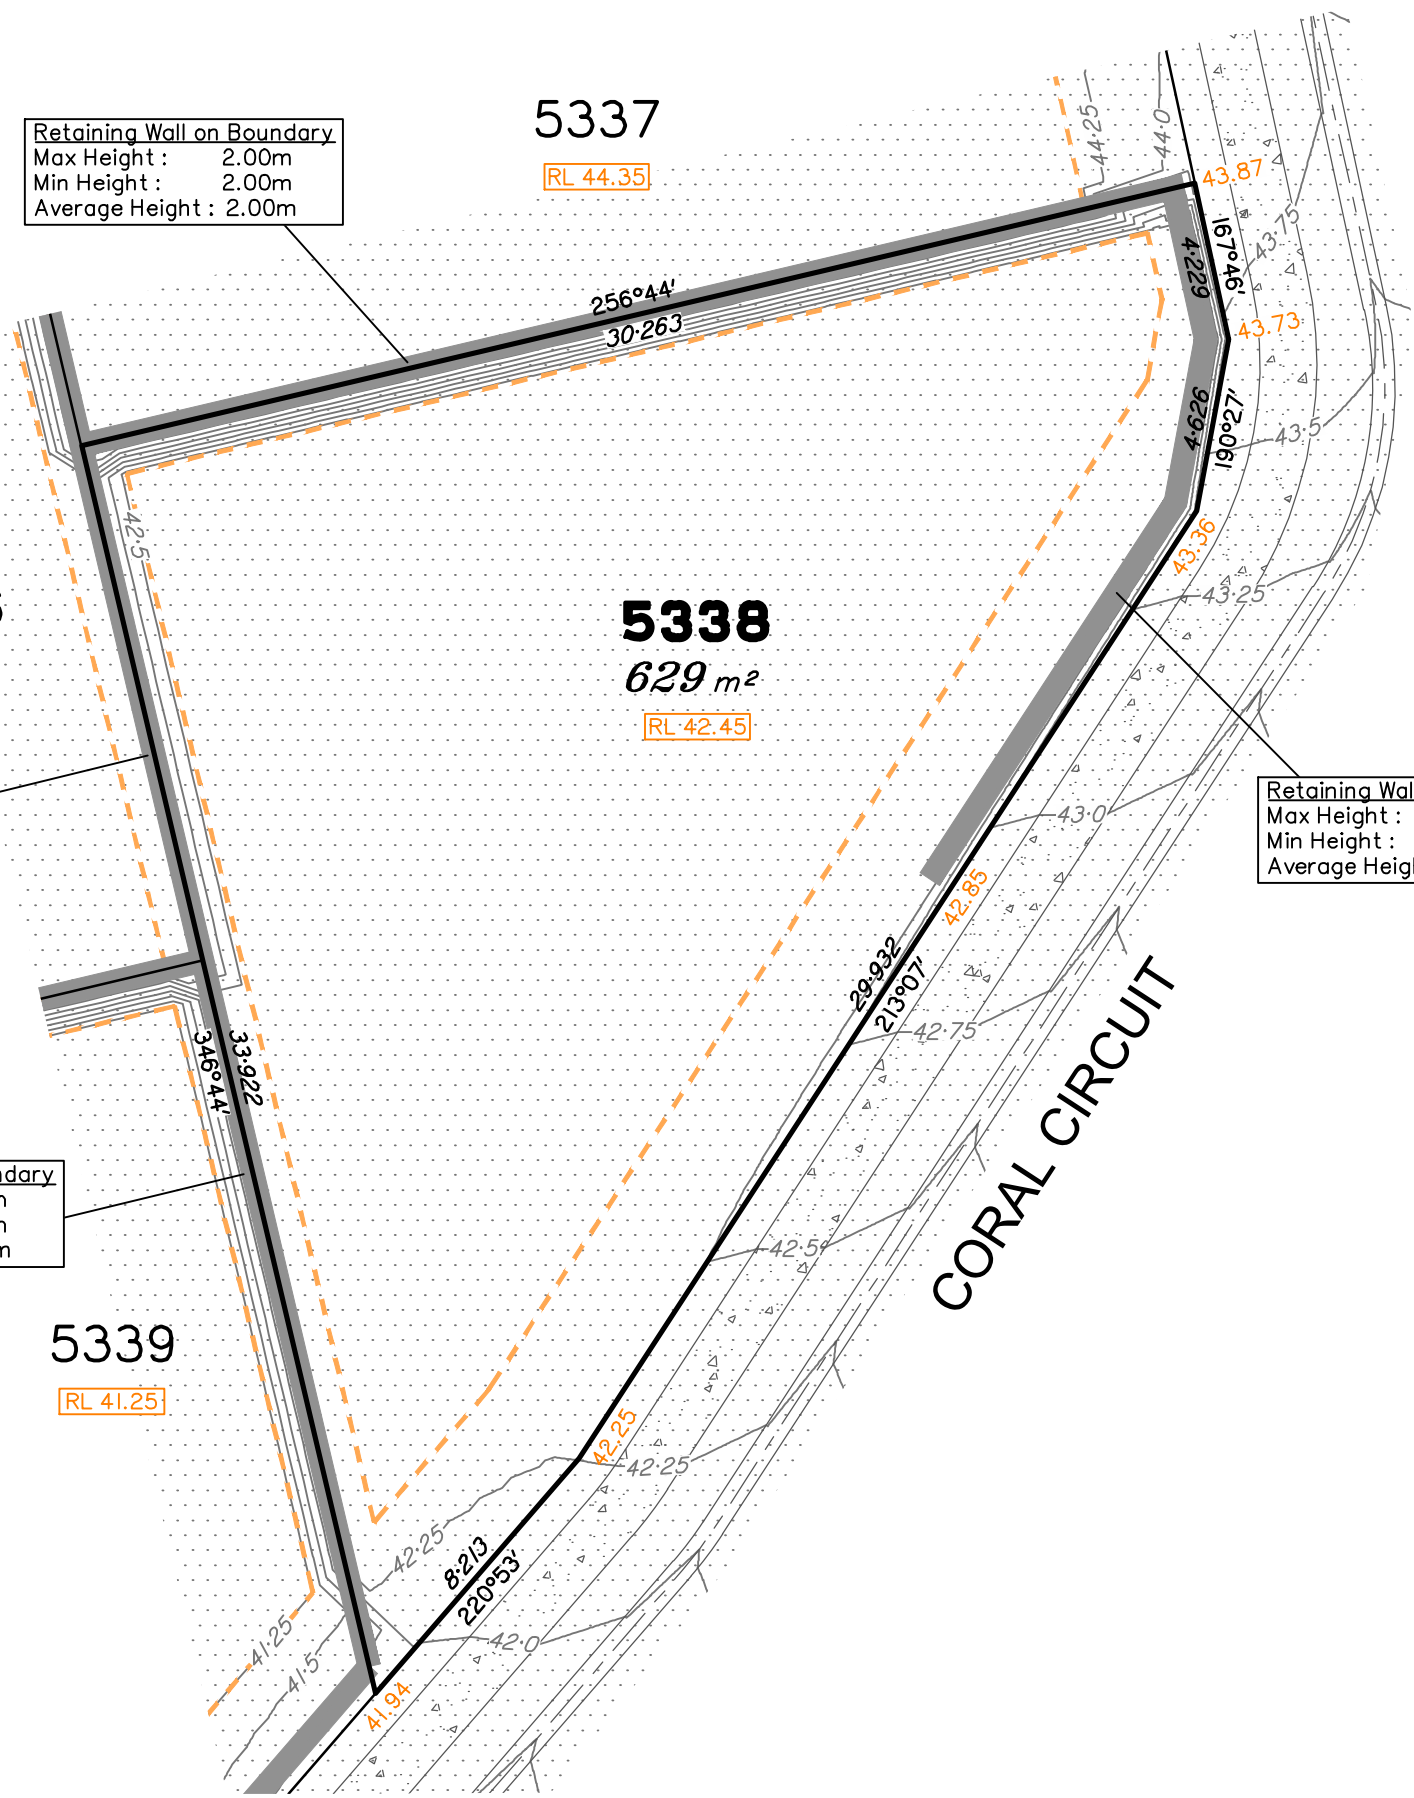 5337
RL 44.35
Retaining Wall on Boundary
Max Height : 2.00m
Min Height : 2.00m
Average Height : 2.00m
44·25
44·0
43.87
167°46'
4·229
43·75
256°44'
30·263
43.73
4·626
190°27'
43·5
42·5
43.36
43·25
5338
629 m²
RL 42.45
Retaining Wal
Max Height :
Min Height :
Average Heigh
43·0
42.85
29·932
213°07'
42·75
CORAL CIRCUIT
33·922
346°44'
ndary
m
m
m
42·5
5339
RL 41.25
42.25
42·25
42·25
8·213
220°53'
42·0
41·25
41·5
41.94